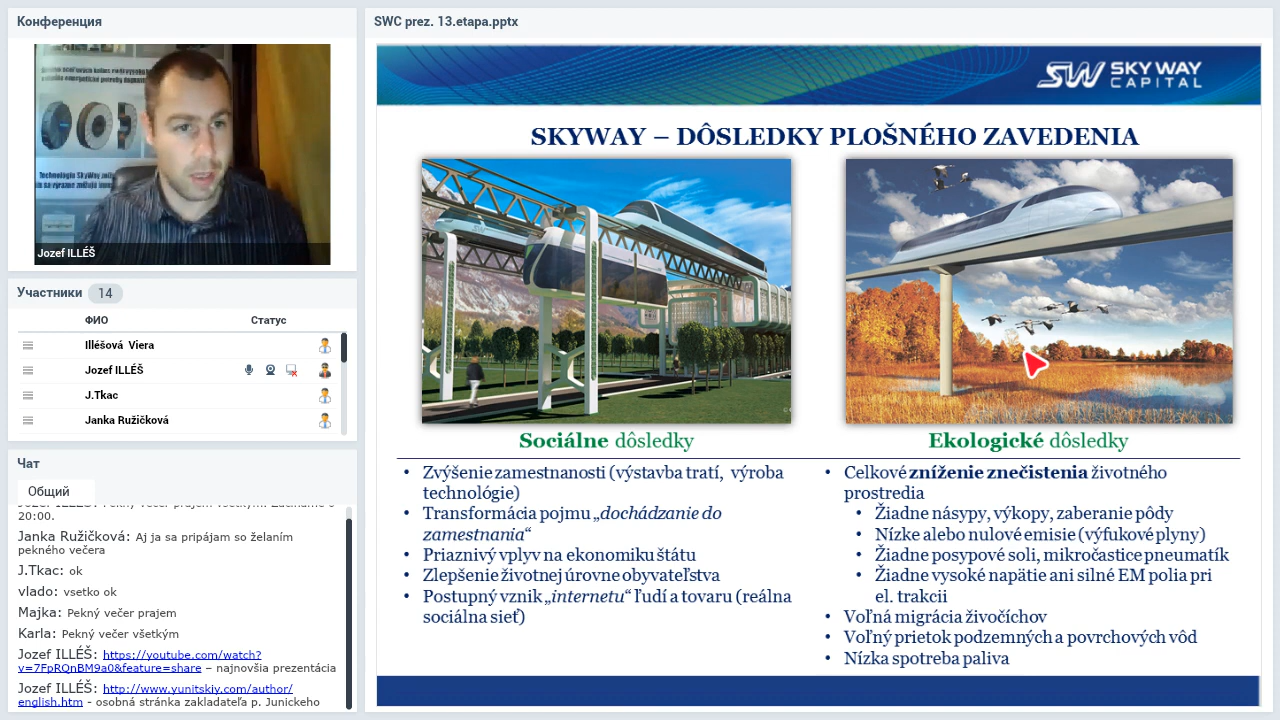 Конференция
Jozef ILLÉŠ
Участники 14
ФИО Статус
Illéšová Viera
Jozef ILLÉŠ
J.Tkac
Janka Ružičková
Чат
Общий
20:00.
Janka Ružičková: Aj ja sa pripájam so želaním
pekného večera
J.Tkac: ok
vlado: vsetko ok
Majka: Pekný večer prajem
Karla: Pekný večer všetkým
Jozef ILLÉŠ: https://youtube.com/watch?
v=7FpRQnBM9a0&feature=share – najnovšia prezentácia
Jozef ILLÉŠ: http://www.yunitskiy.com/author/
english.htm - osobná stránka zakladateľa p. Junickeho
SWC prez. 13.etapa.pptx
SW SKY WAY
CAPITAL
SKYWAY – DÔSLEDKY PLOŠNÉHO ZAVEDENIA
Sociálne dôsledky
• Zvýšenie zamestnanosti (výstavba tratí, výroba
technológie)
• Transformácia pojmu „dochádzanie do
zamestnania“
• Priaznivý vplyv na ekonomiku štátu
• Zlepšenie životnej úrovne obyvateľstva
• Postupný vznik „internetu“ ľudí a tovaru (reálna
sociálna sieť)
Ekologické dôsledky
• Celkové zníženie znečistenia životného
prostredia
• Žiadne násypy, výkopy, zaberanie pôdy
• Nízke alebo nulové emisie (výfukové plyny)
• Žiadne posypové soli, mikročastice pneumatík
• Žiadne vysoké napätie ani silné EM polia pri
el. trakcii
• Voľná migrácia živočíchov
• Voľný prietok podzemných a povrchových vôd
• Nízka spotreba paliva